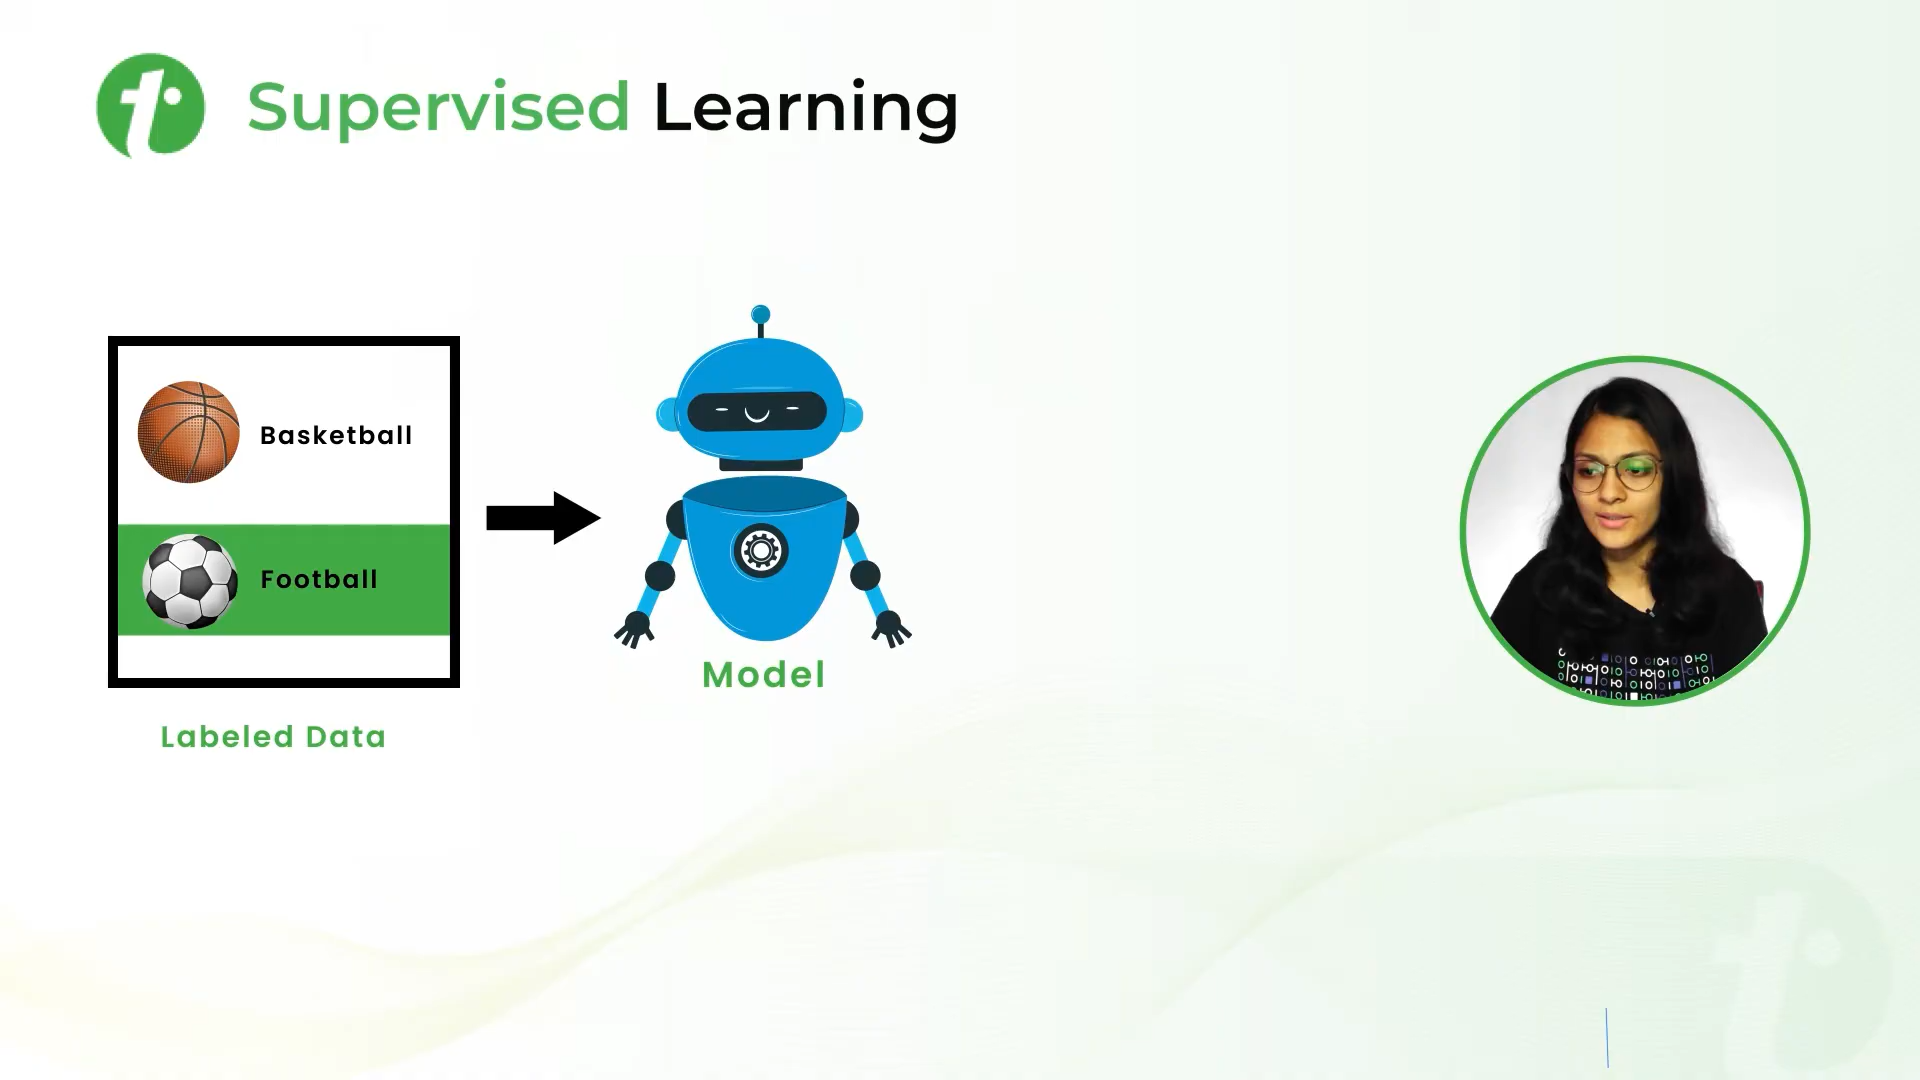 Supervised Learning
Basketball
Football
Labeled Data
Model